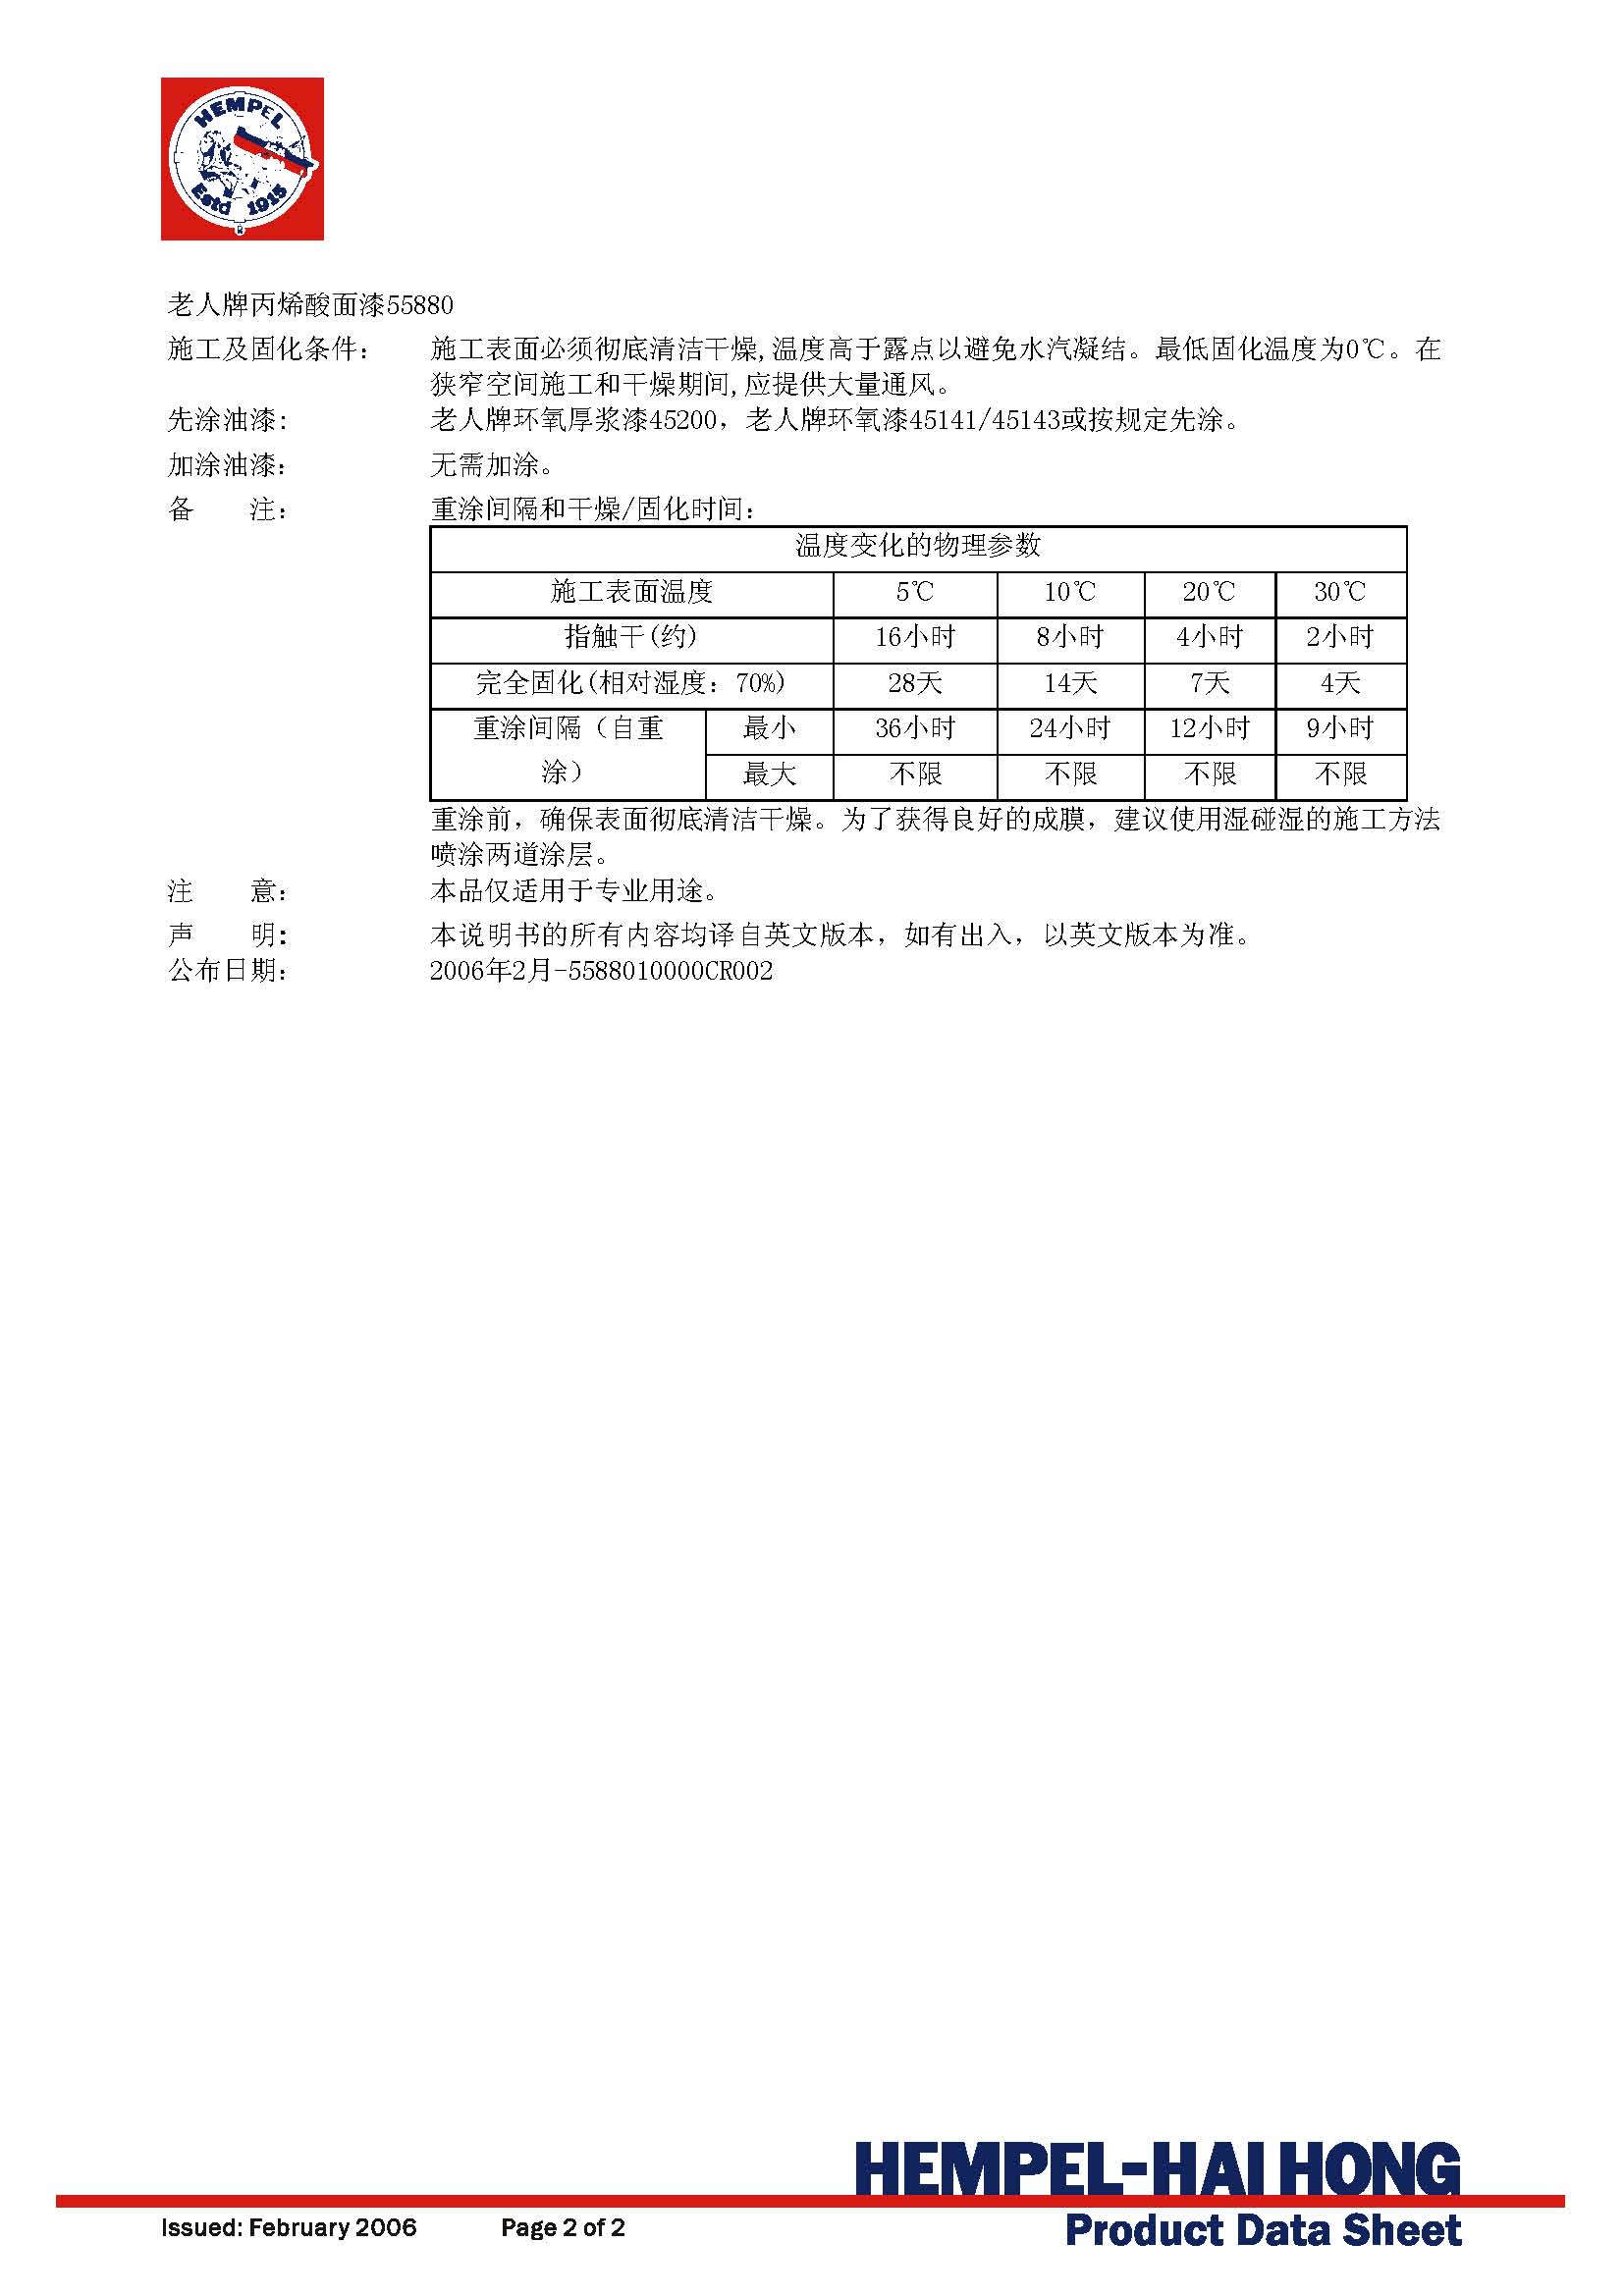 HEMPEL
Estd 1915
®
老人牌丙烯酸面漆55880
施工及固化条件： 施工表面必须彻底清洁干燥,温度高于露点以避免水汽凝结。最低固化温度为0℃。在
狭窄空间施工和干燥期间,应提供大量通风。
先涂油漆: 老人牌环氧厚浆漆45200，老人牌环氧漆45141/45143或按规定先涂。
加涂油漆： 无需加涂。
备 注： 重涂间隔和干燥/固化时间：
温度变化的物理参数
施工表面温度 5℃ 10℃ 20℃ 30℃
指触干(约) 16小时 8小时 4小时 2小时
完全固化(相对湿度：70%) 28天 14天 7天 4天
重涂间隔（自重 最小 36小时 24小时 12小时 9小时
涂） 最大 不限 不限 不限 不限
重涂前，确保表面彻底清洁干燥。为了获得良好的成膜，建议使用湿碰湿的施工方法
喷涂两道涂层。
注 意： 本品仅适用于专业用途。
声 明： 本说明书的所有内容均译自英文版本，如有出入，以英文版本为准。
公布日期： 2006年2月-5588010000CR002
HEMPEL-HAI HONG
Issued: February 2006 Page 2 of 2 Product Data Sheet